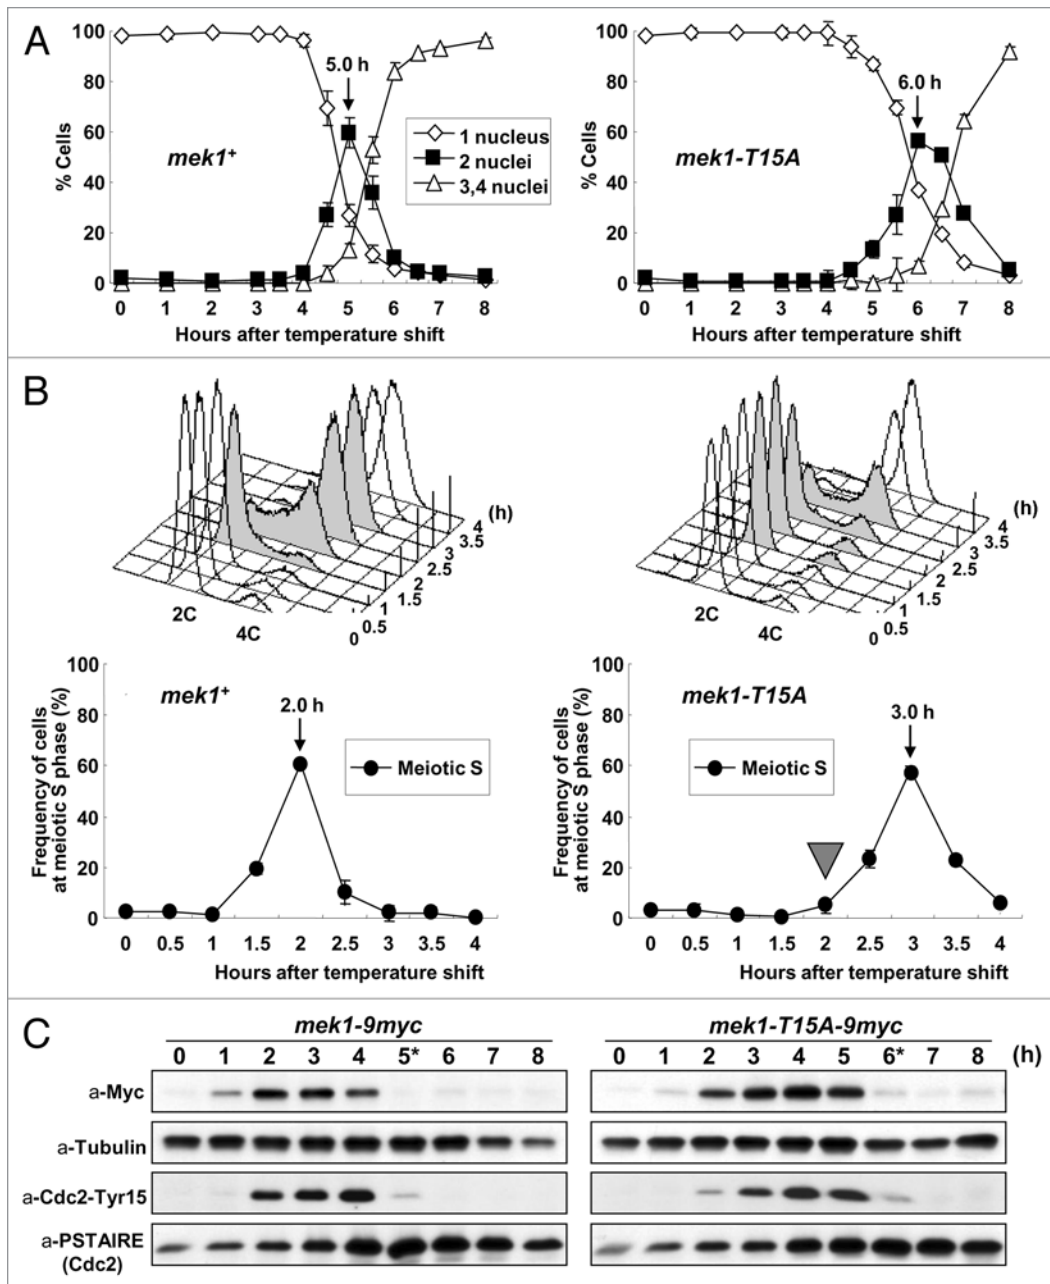 A
% Cells
100
80
60
40
20
0
5.0 h
mek1+
1 nucleus
2 nuclei
3,4 nuclei
0 1 2 3 4 5 6 7 8
Hours after temperature shift
% Cells
100
80
60
40
20
0
6.0 h
mek1-T15A
0 1 2 3 4 5 6 7 8
Hours after temperature shift
B
(h)
4
3.5
3
2.5
2
1.5
1
0.5
0
2C
4C
(h)
4
3.5
3
2.5
2
1.5
1
0.5
0
2C
4C
Frequency of cells
at meiotic S phase (%)
100
80
60
40
20
0
mek1+
2.0 h
Meiotic S
0 0.5 1 1.5 2 2.5 3 3.5 4
Hours after temperature shift
Frequency of cells
at meiotic S phase (%)
100
80
60
40
20
0
mek1-T15A
3.0 h
Meiotic S
0 0.5 1 1.5 2 2.5 3 3.5 4
Hours after temperature shift
C
mek1-9myc mek1-T15A-9myc
0 1 2 3 4 5* 6 7 8 0 1 2 3 4 5 6* 7 8 (h)
a-Myc
a-Tubulin
a-Cdc2-Tyr15
a-PSTAIRE
(Cdc2)